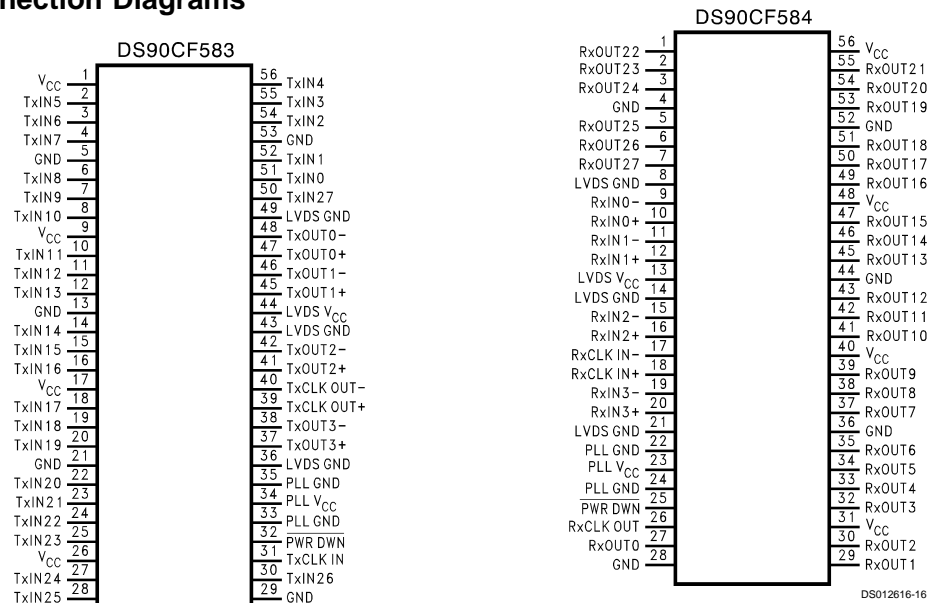 nection Diagrams
DS90CF583
VCC 1
TxIN5 2
TxIN6 3
TxIN7 4
GND 5
TxIN8 6
TxIN9 7
TxIN10 8
VCC 9
TxIN11 10
TxIN12 11
TxIN13 12
GND 13
TxIN14 14
TxIN15 15
TxIN16 16
VCC 17
TxIN17 18
TxIN18 19
TxIN19 20
GND 21
TxIN20 22
TxIN21 23
TxIN22 24
TxIN23 25
VCC 26
TxIN24 27
TxIN25 28
56 TxIN4
55 TxIN3
54 TxIN2
53 GND
52 TxIN1
51 TxIN0
50 TxIN27
49 LVDS GND
48 TxOUT0-
47 TxOUT0+
46 TxOUT1-
45 TxOUT1+
44 LVDS VCC
43 LVDS GND
42 TxOUT2-
41 TxOUT2+
40 TxCLK OUT-
39 TxCLK OUT+
38 TxOUT3-
37 TxOUT3+
36 LVDS GND
35 PLL GND
34 PLL VCC
33 PLL GND
32 PWR DWN
31 TxCLK IN
30 TxIN26
29 GND
DS90CF584
RxOUT22 1
RxOUT23 2
RxOUT24 3
GND 4
RxOUT25 5
RxOUT26 6
RxOUT27 7
LVDS GND 8
RxIN0- 9
RxIN0+ 10
RxIN1- 11
RxIN1+ 12
LVDS VCC 13
LVDS GND 14
RxIN2- 15
RxIN2+ 16
RxCLK IN- 17
RxCLK IN+ 18
RxIN3- 19
RxIN3+ 20
LVDS GND 21
PLL GND 22
PLL VCC 23
PLL GND 24
PWR DWN 25
RxCLK OUT 26
RxOUT0 27
GND 28
56 VCC
55 RxOUT21
54 RxOUT20
53 RxOUT19
52 GND
51 RxOUT18
50 RxOUT17
49 RxOUT16
48 VCC
47 RxOUT15
46 RxOUT14
45 RxOUT13
44 GND
43 RxOUT12
42 RxOUT11
41 RxOUT10
40 VCC
39 RxOUT9
38 RxOUT8
37 RxOUT7
36 GND
35 RxOUT6
34 RxOUT5
33 RxOUT4
32 RxOUT3
31 VCC
30 RxOUT2
29 RxOUT1
DS012616-16